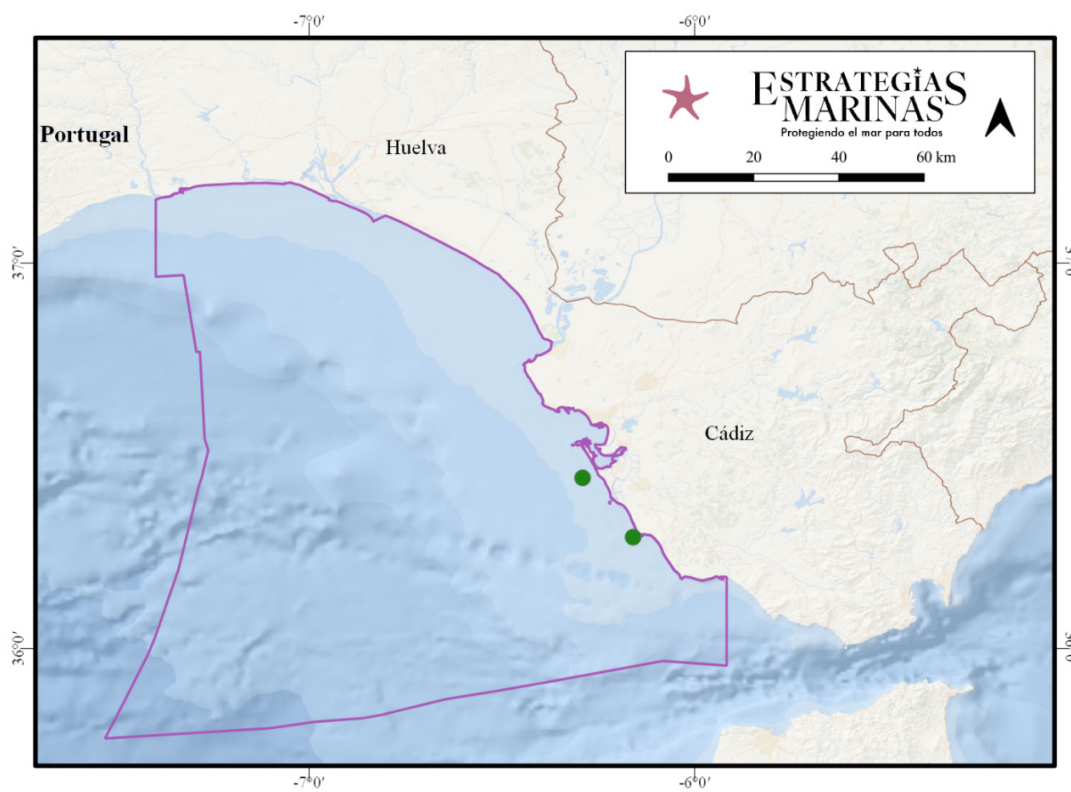 -7°0′ -6°0′
ESTRATEGIAS
MARINAS
Protegiendo el mar para todos
0 20 40 60 km
Portugal
Huelva
37°0′
Cádiz
36°0′
-7°0′ -6°0′